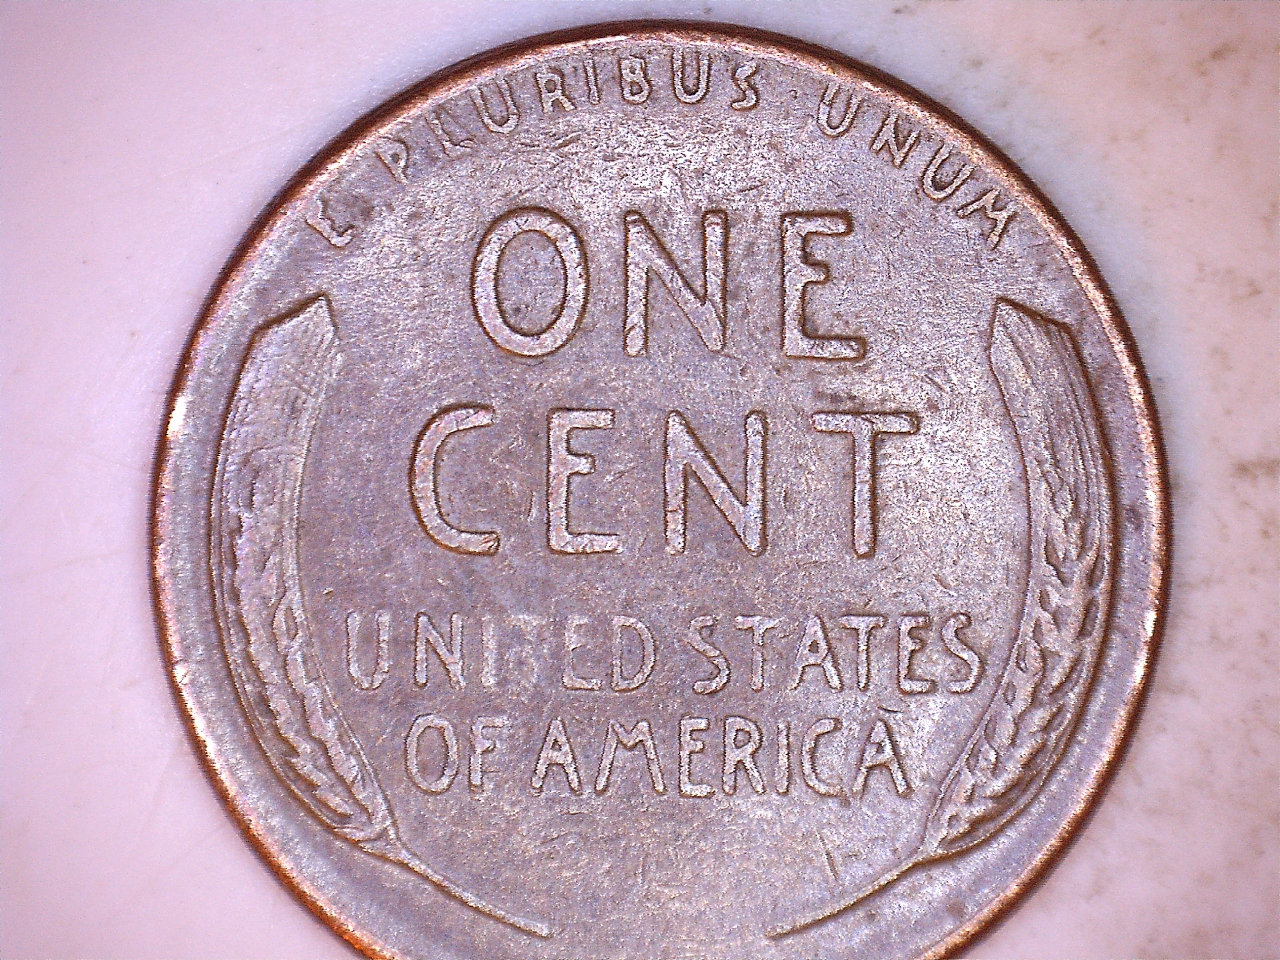 E PLURIBUS UNUM
ONE
CENT
UNITED STATES
OF AMERICA